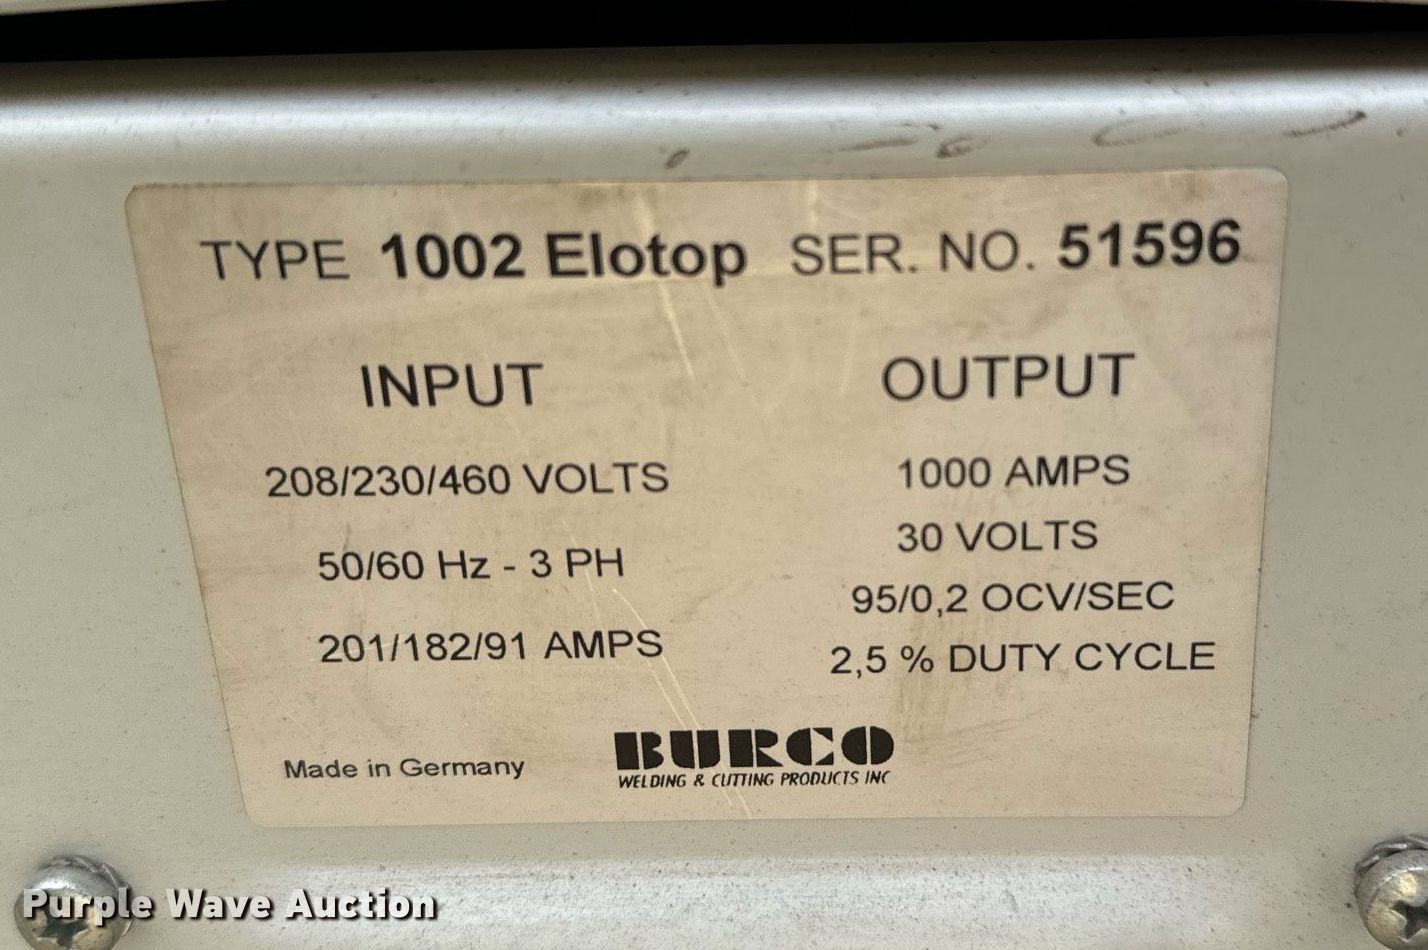 TYPE 1002 Elotop SER. NO. 51596
INPUT
208/230/460 VOLTS
50/60 Hz - 3 PH
201/182/91 AMPS
OUTPUT
1000 AMPS
30 VOLTS
95/0,2 OCV/SEC
2,5 % DUTY CYCLE
Made in Germany
BURCO
WELDING & CUTTING PRODUCTS INC
Purple Wave Auction